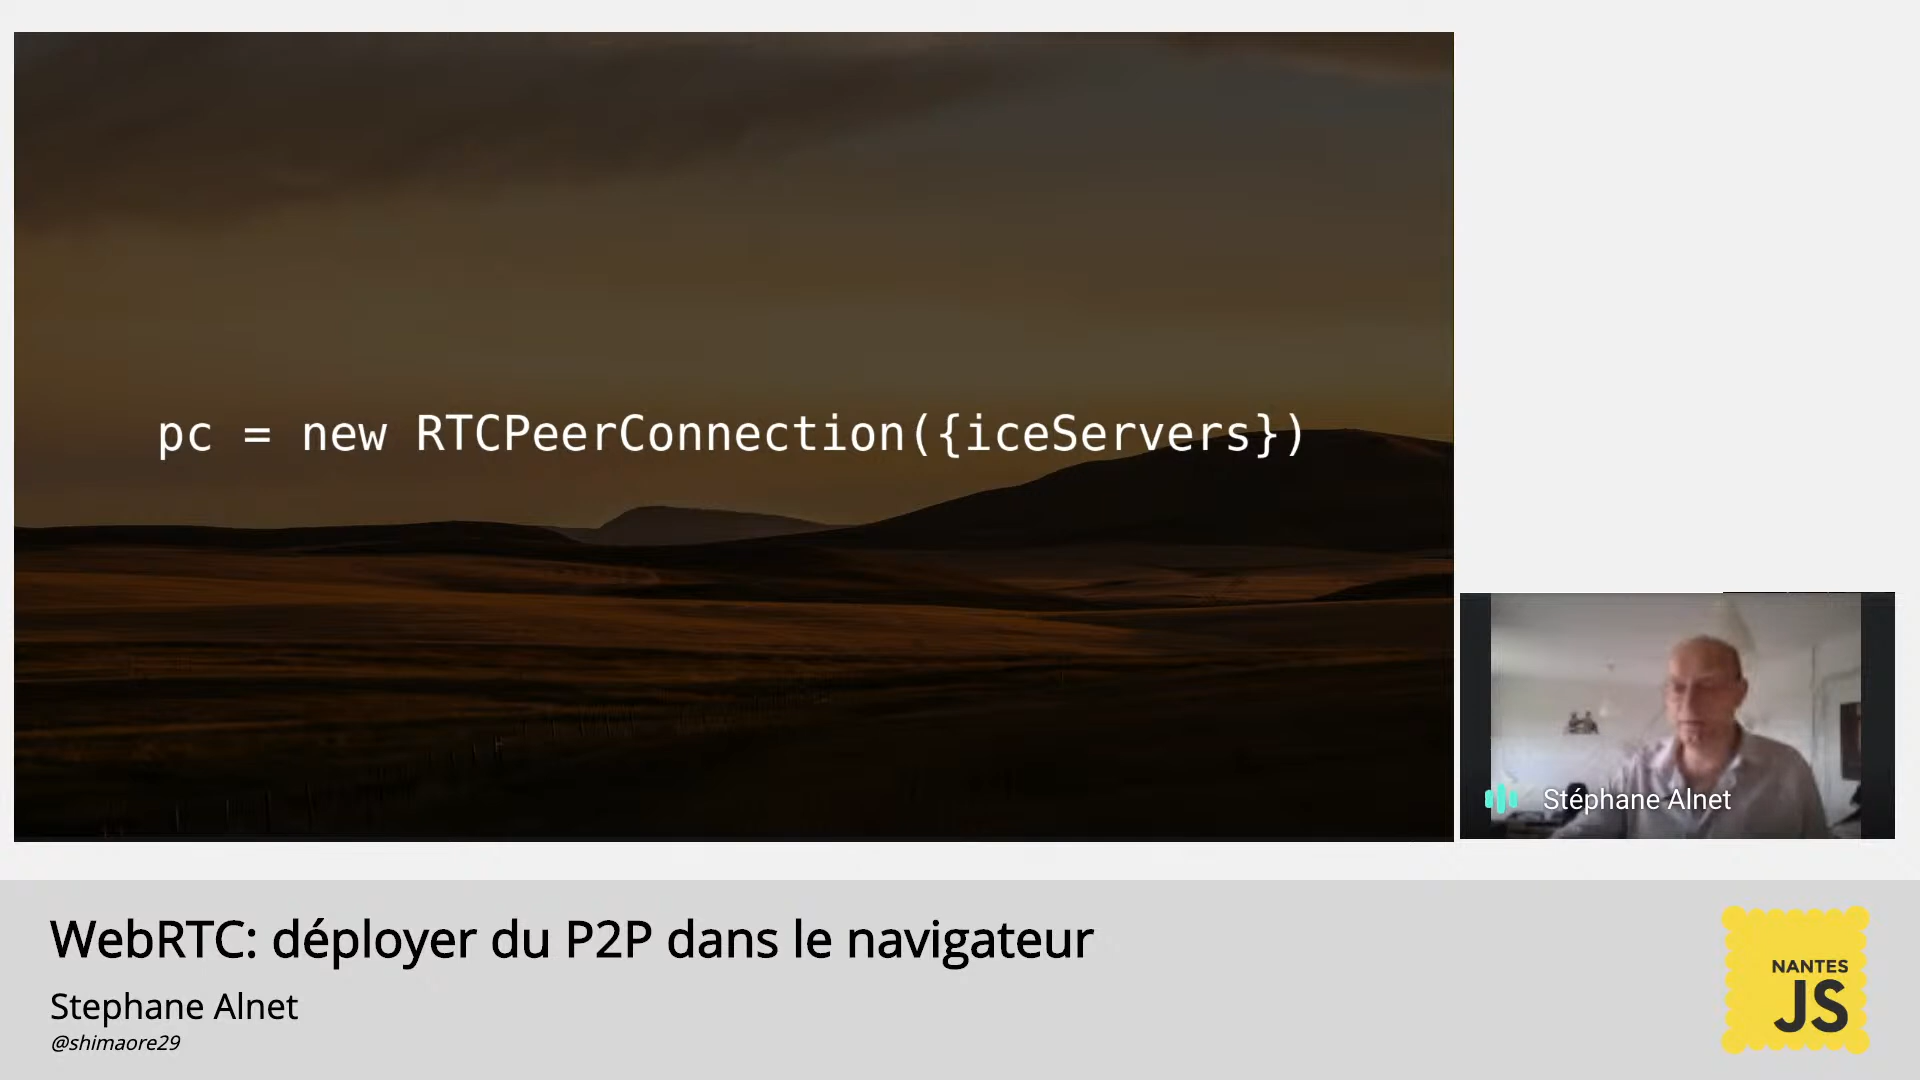 pc = new RTCPeerConnection({iceServers})
Stéphane Alnet
WebRTC: déployer du P2P dans le navigateur
Stephane Alnet
@shimaore29
NANTES
JS